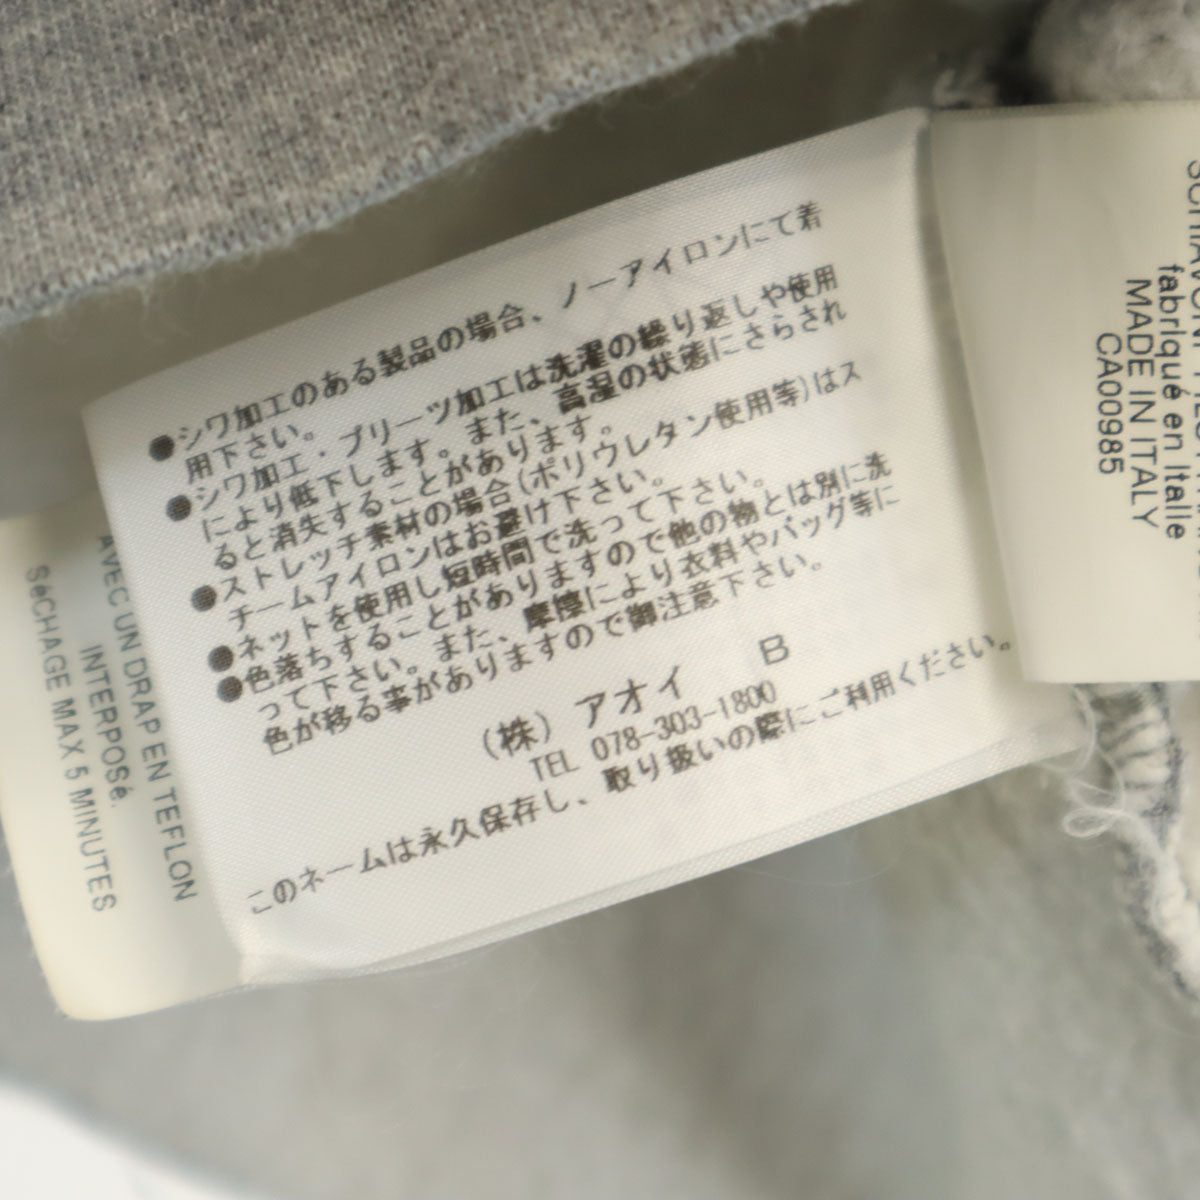 ●シワ加工のある製品の場合、ノーアイロンにて着
用下さい。
●シワ加工・プリーツ加工は洗濯の繰り返しや使用
により低下します。また、高湿の状態にさらされ
ると消失することがあります。
●ストレッチ素材の場合(ポリウレタン使用等)はス
チームアイロンはお避け下さい。
●ネットを使用し短時間で洗って下さい。
●色落ちすることがありますので他の物とは別に洗
って下さい。また、摩擦により衣料やバッグ等に
色が移る事がありますので御注意下さい。
(株) アオイ B
TEL 078-303-1800
このネームは永久保存し、取り扱いの際にご利用ください。
AVEC UN DRAP EN TEFLON
INTERPOSé.
SéCHAGE MAX 5 MINUTES
fabriqué en Italie
MADE IN ITALY
CA00985